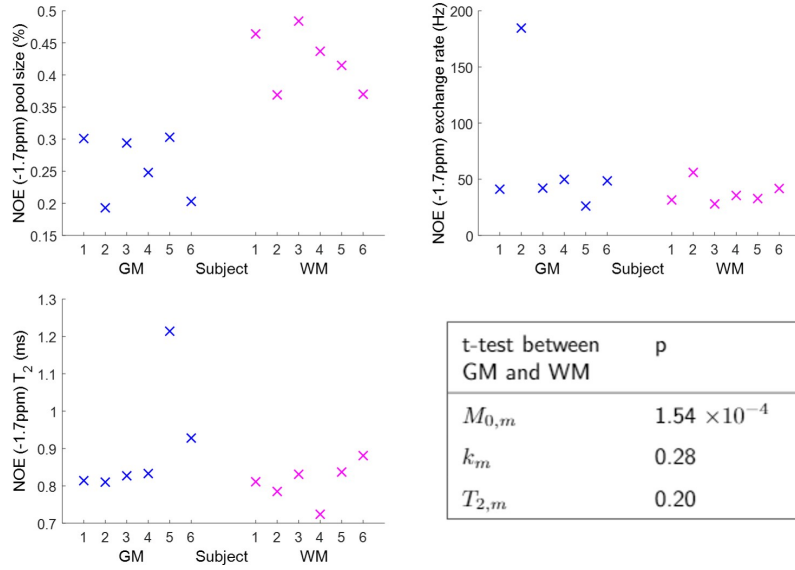 NOE (-1.7ppm) pool size (%)
0.5
0.45
0.4
0.35
0.3
0.25
0.2
0.15
1 2 3 4 5 6 1 2 3 4 5 6
GM Subject WM
NOE (-1.7ppm) exchange rate (Hz)
200
150
100
50
0
1 2 3 4 5 6 1 2 3 4 5 6
GM Subject WM
NOE (-1.7ppm) T₂ (ms)
1.3
1.2
1.1
1
0.9
0.8
0.7
1 2 3 4 5 6 1 2 3 4 5 6
GM Subject WM
t-test between p
GM and WM
M₀,ₘ 1.54 ×10⁻⁴
kₘ 0.28
T₂,ₘ 0.20